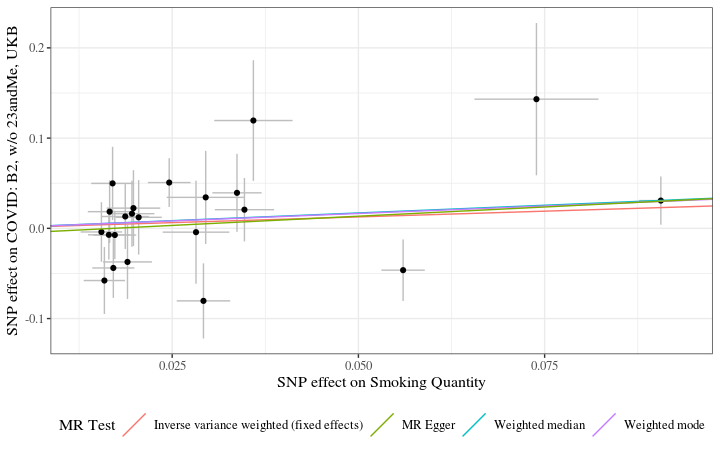 SNP effect on COVID: B2, w/o 23andMe, UKB
0.2
0.1
0.0
-0.1
0.025
0.050
0.075
SNP effect on Smoking Quantity
MR Test
Inverse variance weighted (fixed effects)
MR Egger
Weighted median
Weighted mode